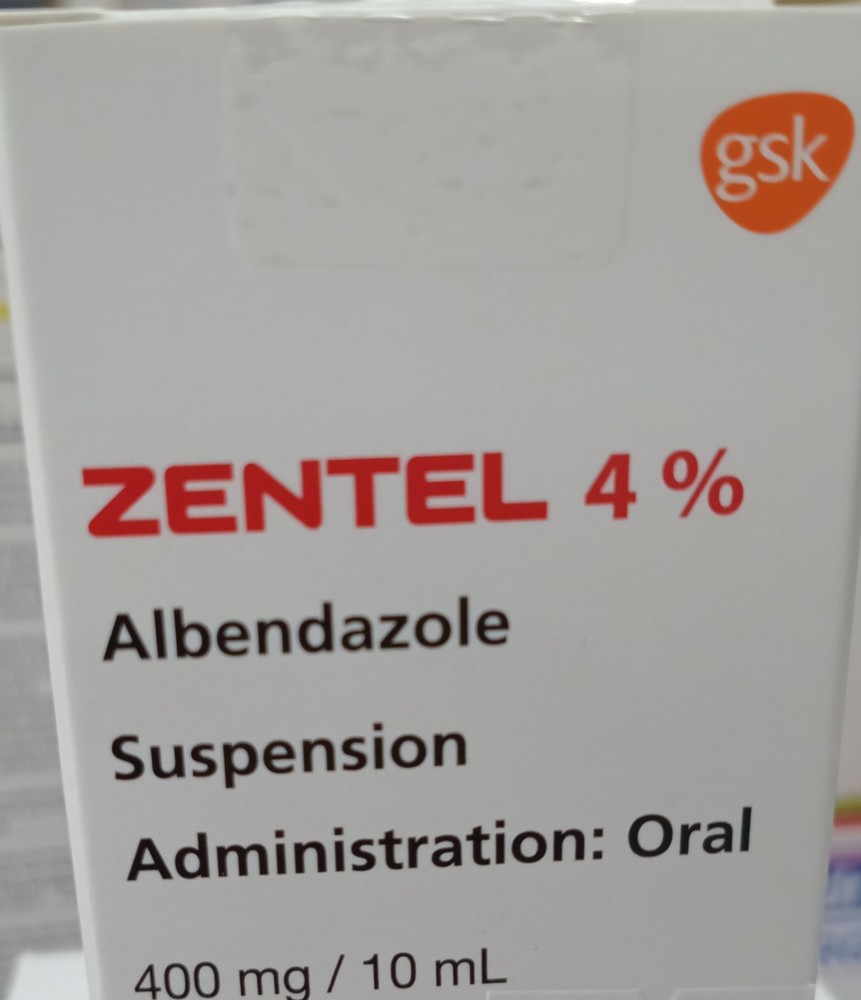 gsk
ZENTEL 4 %
Albendazole
Suspension
Administration: Oral
400 mg / 10 mL